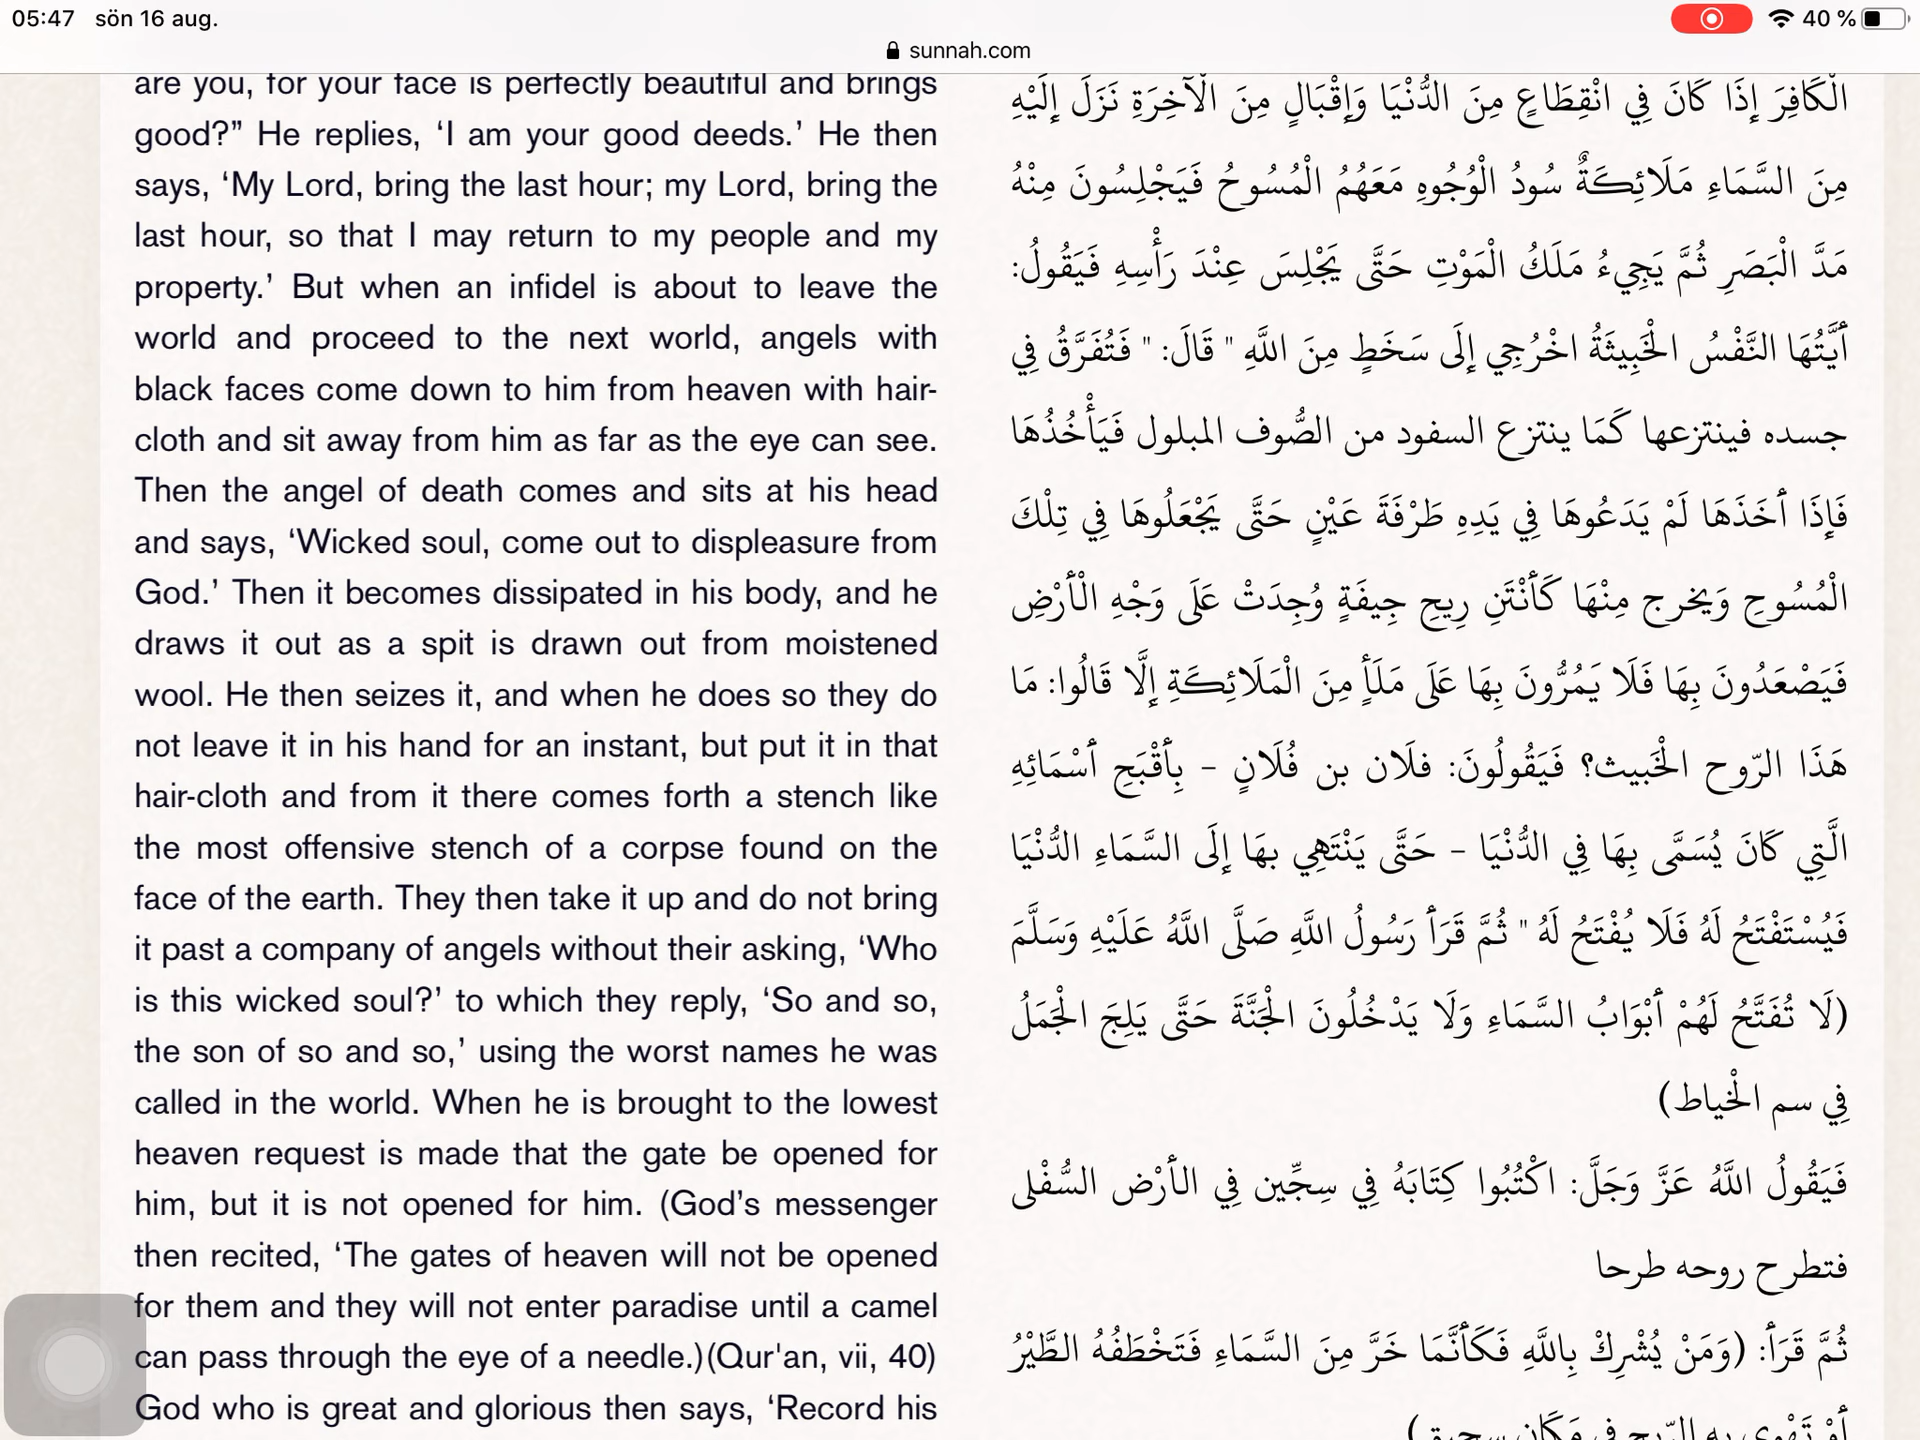 05:47 sön 16 aug.
40 %
sunnah.com
are you, for your face is perfectly beautiful and brings
good?” He replies, ‘I am your good deeds.’ He then
says, ‘My Lord, bring the last hour; my Lord, bring the
last hour, so that I may return to my people and my
property.’ But when an infidel is about to leave the
world and proceed to the next world, angels with
black faces come down to him from heaven with hair-
cloth and sit away from him as far as the eye can see.
Then the angel of death comes and sits at his head
and says, ‘Wicked soul, come out to displeasure from
God.’ Then it becomes dissipated in his body, and he
draws it out as a spit is drawn out from moistened
wool. He then seizes it, and when he does so they do
not leave it in his hand for an instant, but put it in that
hair-cloth and from it there comes forth a stench like
the most offensive stench of a corpse found on the
face of the earth. They then take it up and do not bring
it past a company of angels without their asking, ‘Who
is this wicked soul?’ to which they reply, ‘So and so,
the son of so and so,’ using the worst names he was
called in the world. When he is brought to the lowest
heaven request is made that the gate be opened for
him, but it is not opened for him. (God’s messenger
then recited, ‘The gates of heaven will not be opened
for them and they will not enter paradise until a camel
can pass through the eye of a needle.)(Qur'an, vii, 40)
God who is great and glorious then says, ‘Record his
الْكَافِرَ إِذَا كَانَ فِي انْقِطَاعٍ مِنَ الدُّنْيَا وَإِقْبَالٍ مِنَ الْآخِرَةِ نَزَلَ إِلَيْهِ
مِنَ السَّمَاءِ مَلَائِكَةٌ سُودُ الْوُجُوهِ مَعَهُمُ الْمُسُوحُ فَيَجْلِسُونَ مِنْهُ
مَدَّ الْبَصَرِ ثُمَّ يَجِيءُ مَلَكُ الْمَوْتِ حَتَّى يَجْلِسَ عِنْدَ رَأْسِهِ فَيَقُولُ:
أَيَّتُهَا النَّفْسُ الْخَبِيثَةُ اخْرُجِي إِلَى سَخَطٍ مِنَ اللَّهِ " قَالَ: " فَتُفَرَّقُ فِي
جسده فينتزعها كَمَا ينتزع السفود من الصُّوف المبلول فَيَأْخُذُهَا
فَإِذَا أَخَذَهَا لَمْ يَدَعُوهَا فِي يَدِهِ طَرْفَةَ عَيْنٍ حَتَّى يَجْعَلُوهَا فِي تِلْكَ
الْمُسُوحِ وَيخرج مِنْهَا كَأَنْتَنِ رِيحِ جِيفَةٍ وُجِدَتْ عَلَى وَجْهِ الْأَرْضِ
فَيَصْعَدُونَ بِهَا فَلَا يَمُرُّونَ بِهَا عَلَى مَلَأٍ مِنَ الْمَلَائِكَةِ إِلَّا قَالُوا: مَا
هَذَا الرّوح الْخَبيث؟ فَيَقُولُونَ: فلَان بن فُلَانٍ - بِأَقْبَحِ أَسْمَائِهِ
الَّتِي كَانَ يُسَمَّى بِهَا فِي الدُّنْيَا - حَتَّى يَنْتَهِي بهَا إِلَى السَّمَاءِ الدُّنْيَا
فَيُسْتَفْتَحُ لَهُ فَلَا يُفْتَحُ لَهُ " ثُمَّ قَرَأَ رَسُولُ اللَّهِ صَلَّى اللَّهُ عَلَيْهِ وَسَلَّمَ
(لَا تُفَتَّحُ لَهُمْ أَبْوَابُ السَّمَاءِ وَلَا يَدْخُلُونَ الْجَنَّةَ حَتَّى يَلِجَ الْجَمَلُ
فِي سم الْخياط)
فَيَقُولُ اللَّهُ عَزَّ وَجَلَّ: اكْتُبُوا كِتَابَهُ فِي سِجِّين فِي الأَرْض السُّفْلى
فتطرح روحه طرحا
ثُمَّ قَرَأَ: (وَمَنْ يُشْرِكْ بِاللَّهِ فَكَأَنَّمَا خَرَّ مِنَ السَّمَاءِ فَتَخْطَفُهُ الطَّيْرُ
أَوْ تَهْوِي بِهِ الرّيح فِي مَكَان سحيق)